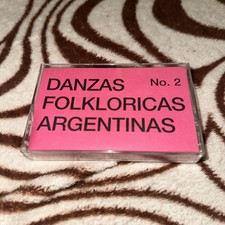 DANZAS No. 2
FOLKLORICAS
ARGENTINAS